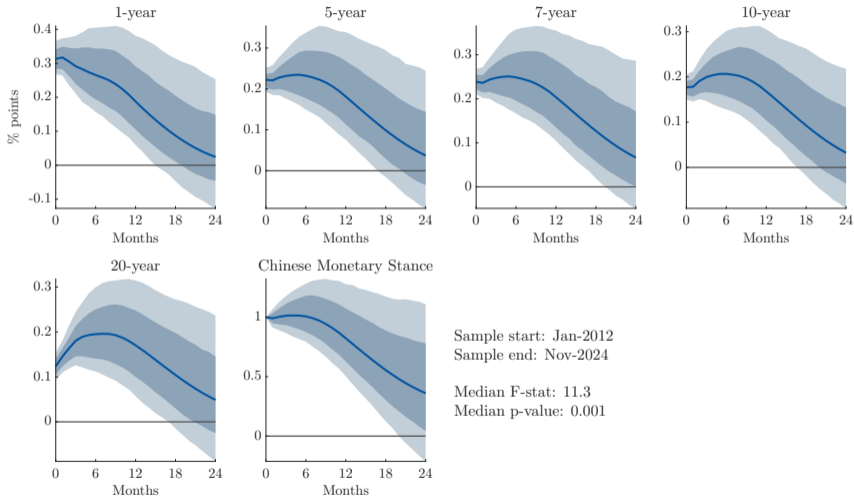 1-year
5-year
7-year
10-year
% points
0.4
0.3
0.2
0.1
0
-0.1
0.3
0.2
0.1
0
0.3
0.2
0.1
0
0.3
0.2
0.1
0
0 6 12 18 24
0 6 12 18 24
0 6 12 18 24
0 6 12 18 24
Months
Months
Months
Months
20-year
Chinese Monetary Stance
0.3
0.2
0.1
0
1
0.5
0
0 6 12 18 24
0 6 12 18 24
Months
Months
Sample start: Jan-2012
Sample end: Nov-2024
Median F-stat: 11.3
Median p-value: 0.001